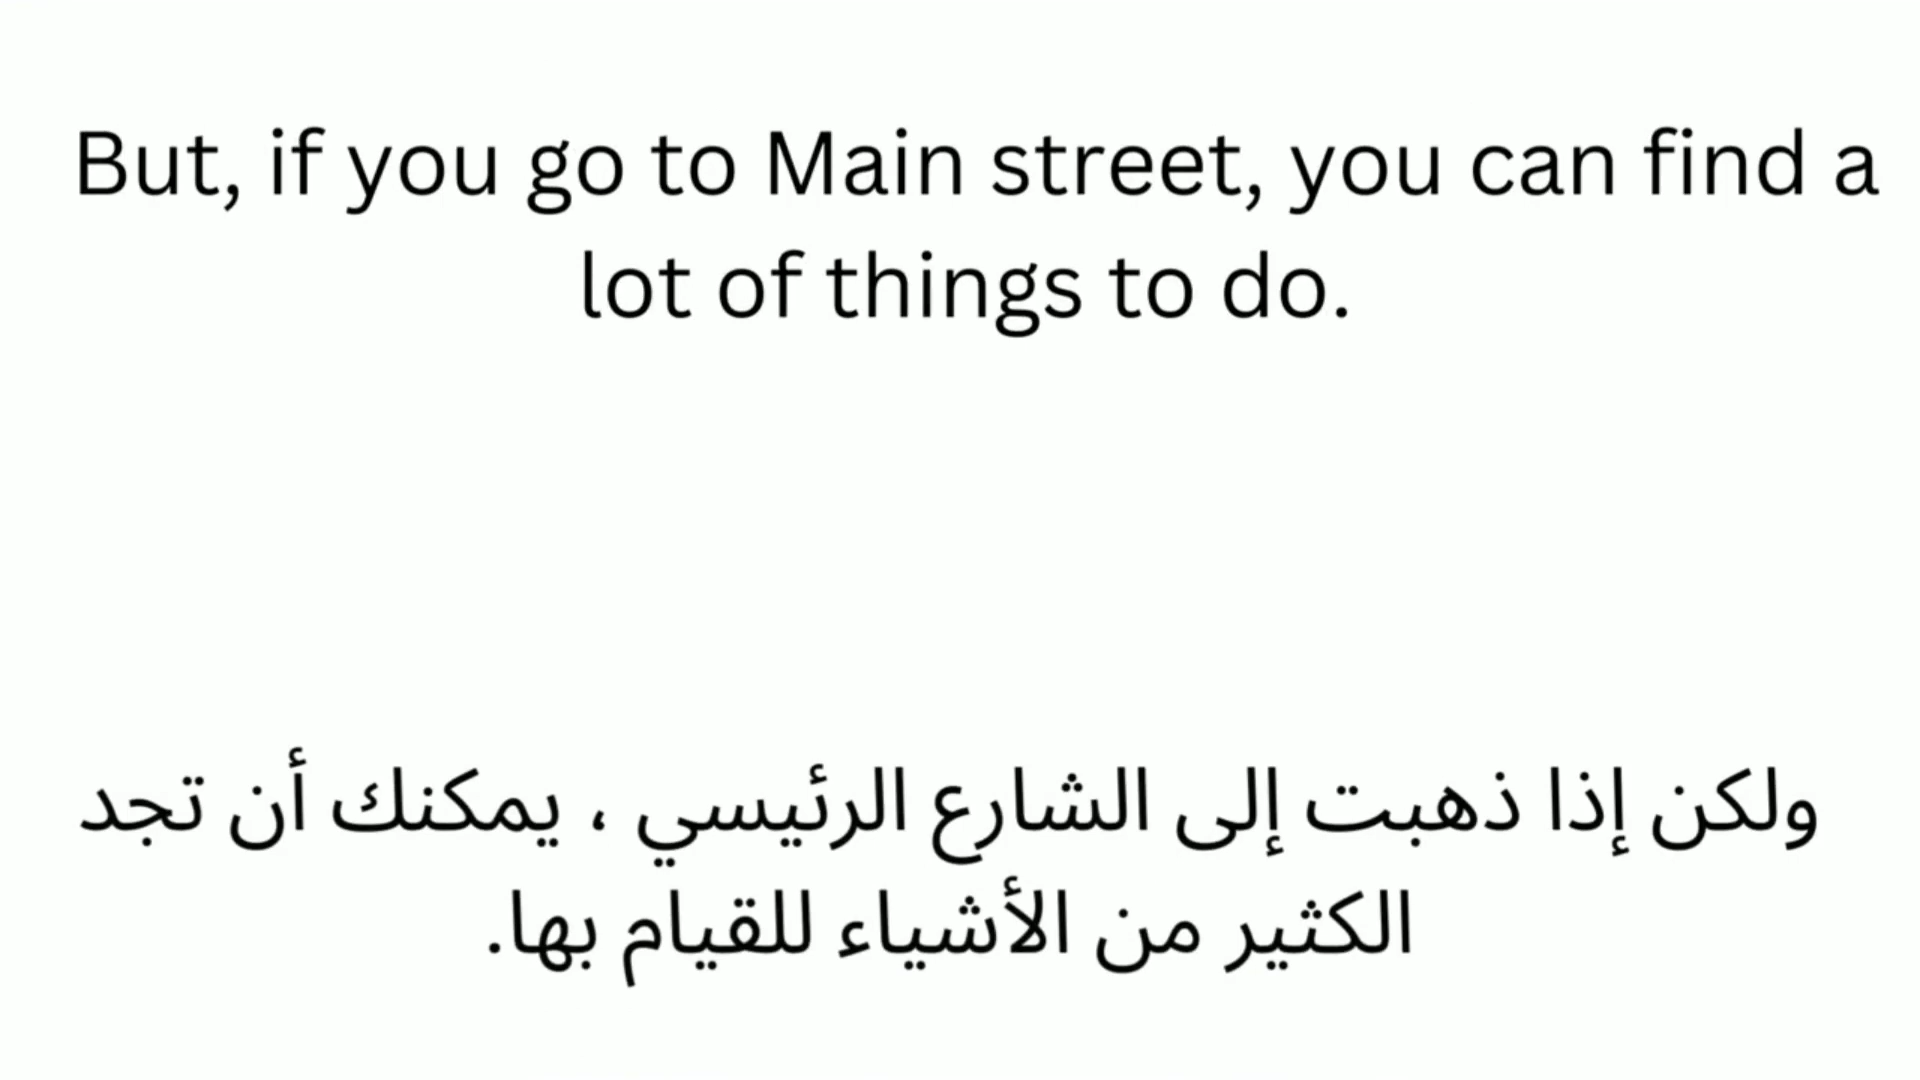 But, if you go to Main street, you can find a
lot of things to do.
ولكن إذا ذهبت إلى الشارع الرئيسي ، يمكنك أن تجد
الكثير من الأشياء للقيام بها.